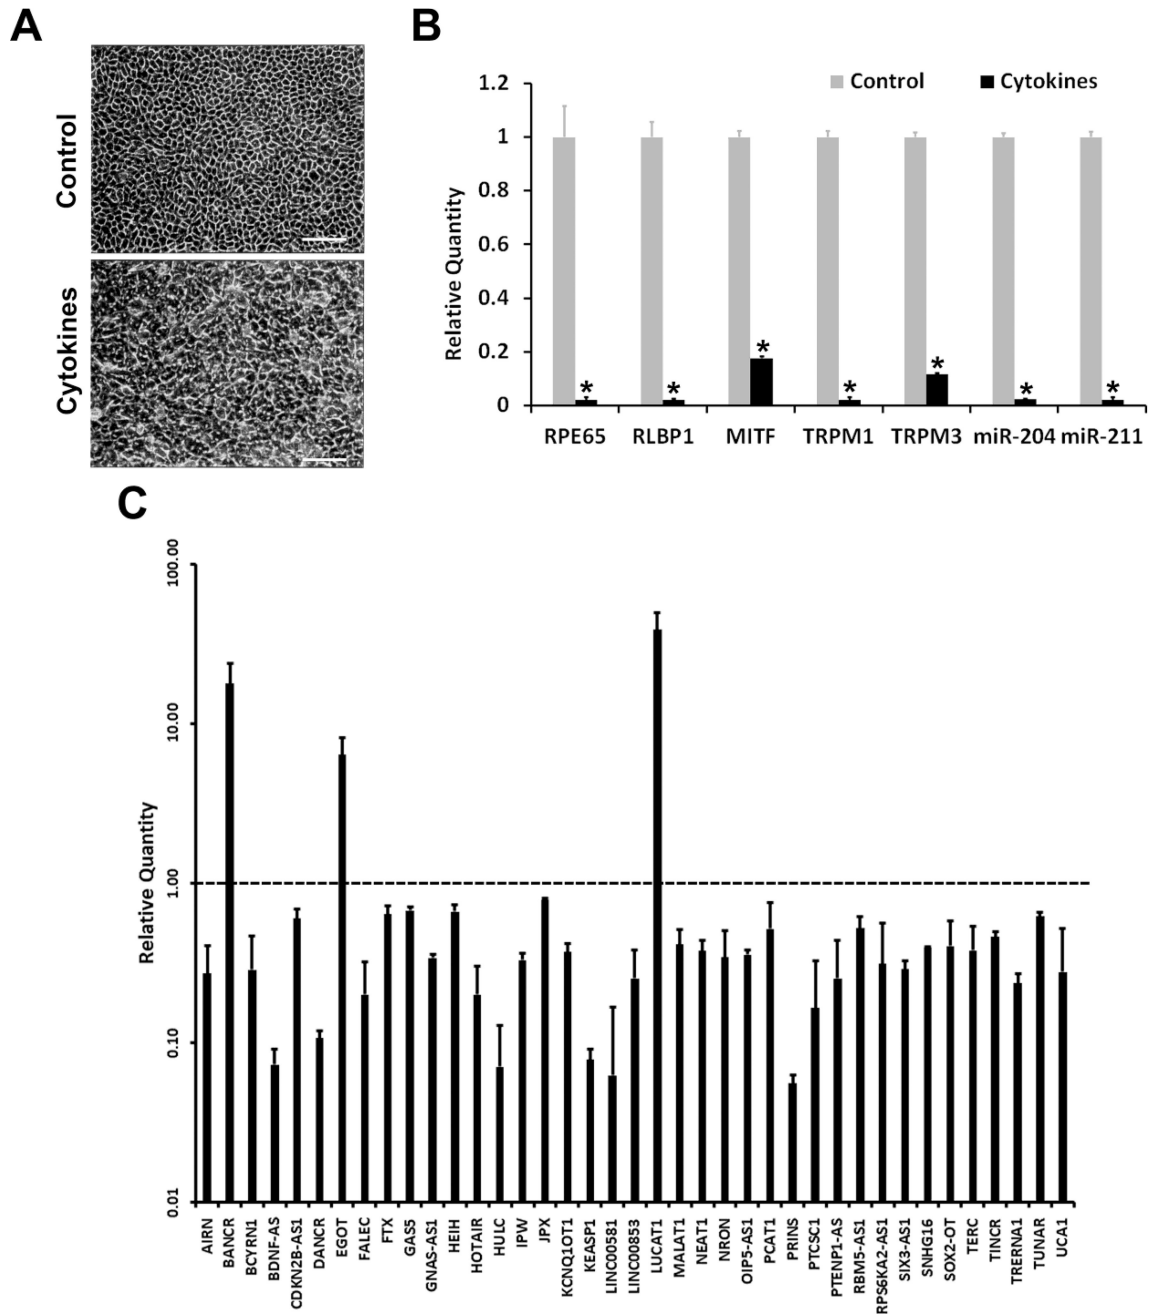 A
Control
Cytokines
B
Control
Cytokines
Relative Quantity
1.2
1
0.8
0.6
0.4
0.2
0
*
*
*
*
*
*
*
RPE65 RLBP1 MITF TRPM1 TRPM3 miR-204 miR-211
C
Relative Quantity
100.00
10.00
1.00
0.10
0.01
AIRN
BANCR
BCYRN1
BDNF-AS
CDKN2B-AS1
DANCR
EGOT
FALEC
FTX
GAS5
GNAS-AS1
HEIH
HOTAIR
HULC
IPW
JPX
KCNQ1OT1
KEASP1
LINC00581
LINC00853
LUCAT1
MALAT1
NEAT1
NRON
OIP5-AS1
PCAT1
PRINS
PTCSC1
PTENP1-AS
RBM5-AS1
RPS6KA2-AS1
SIX3-AS1
SNHG16
SOX2-OT
TERC
TINCR
TRERNA1
TUNAR
UCA1